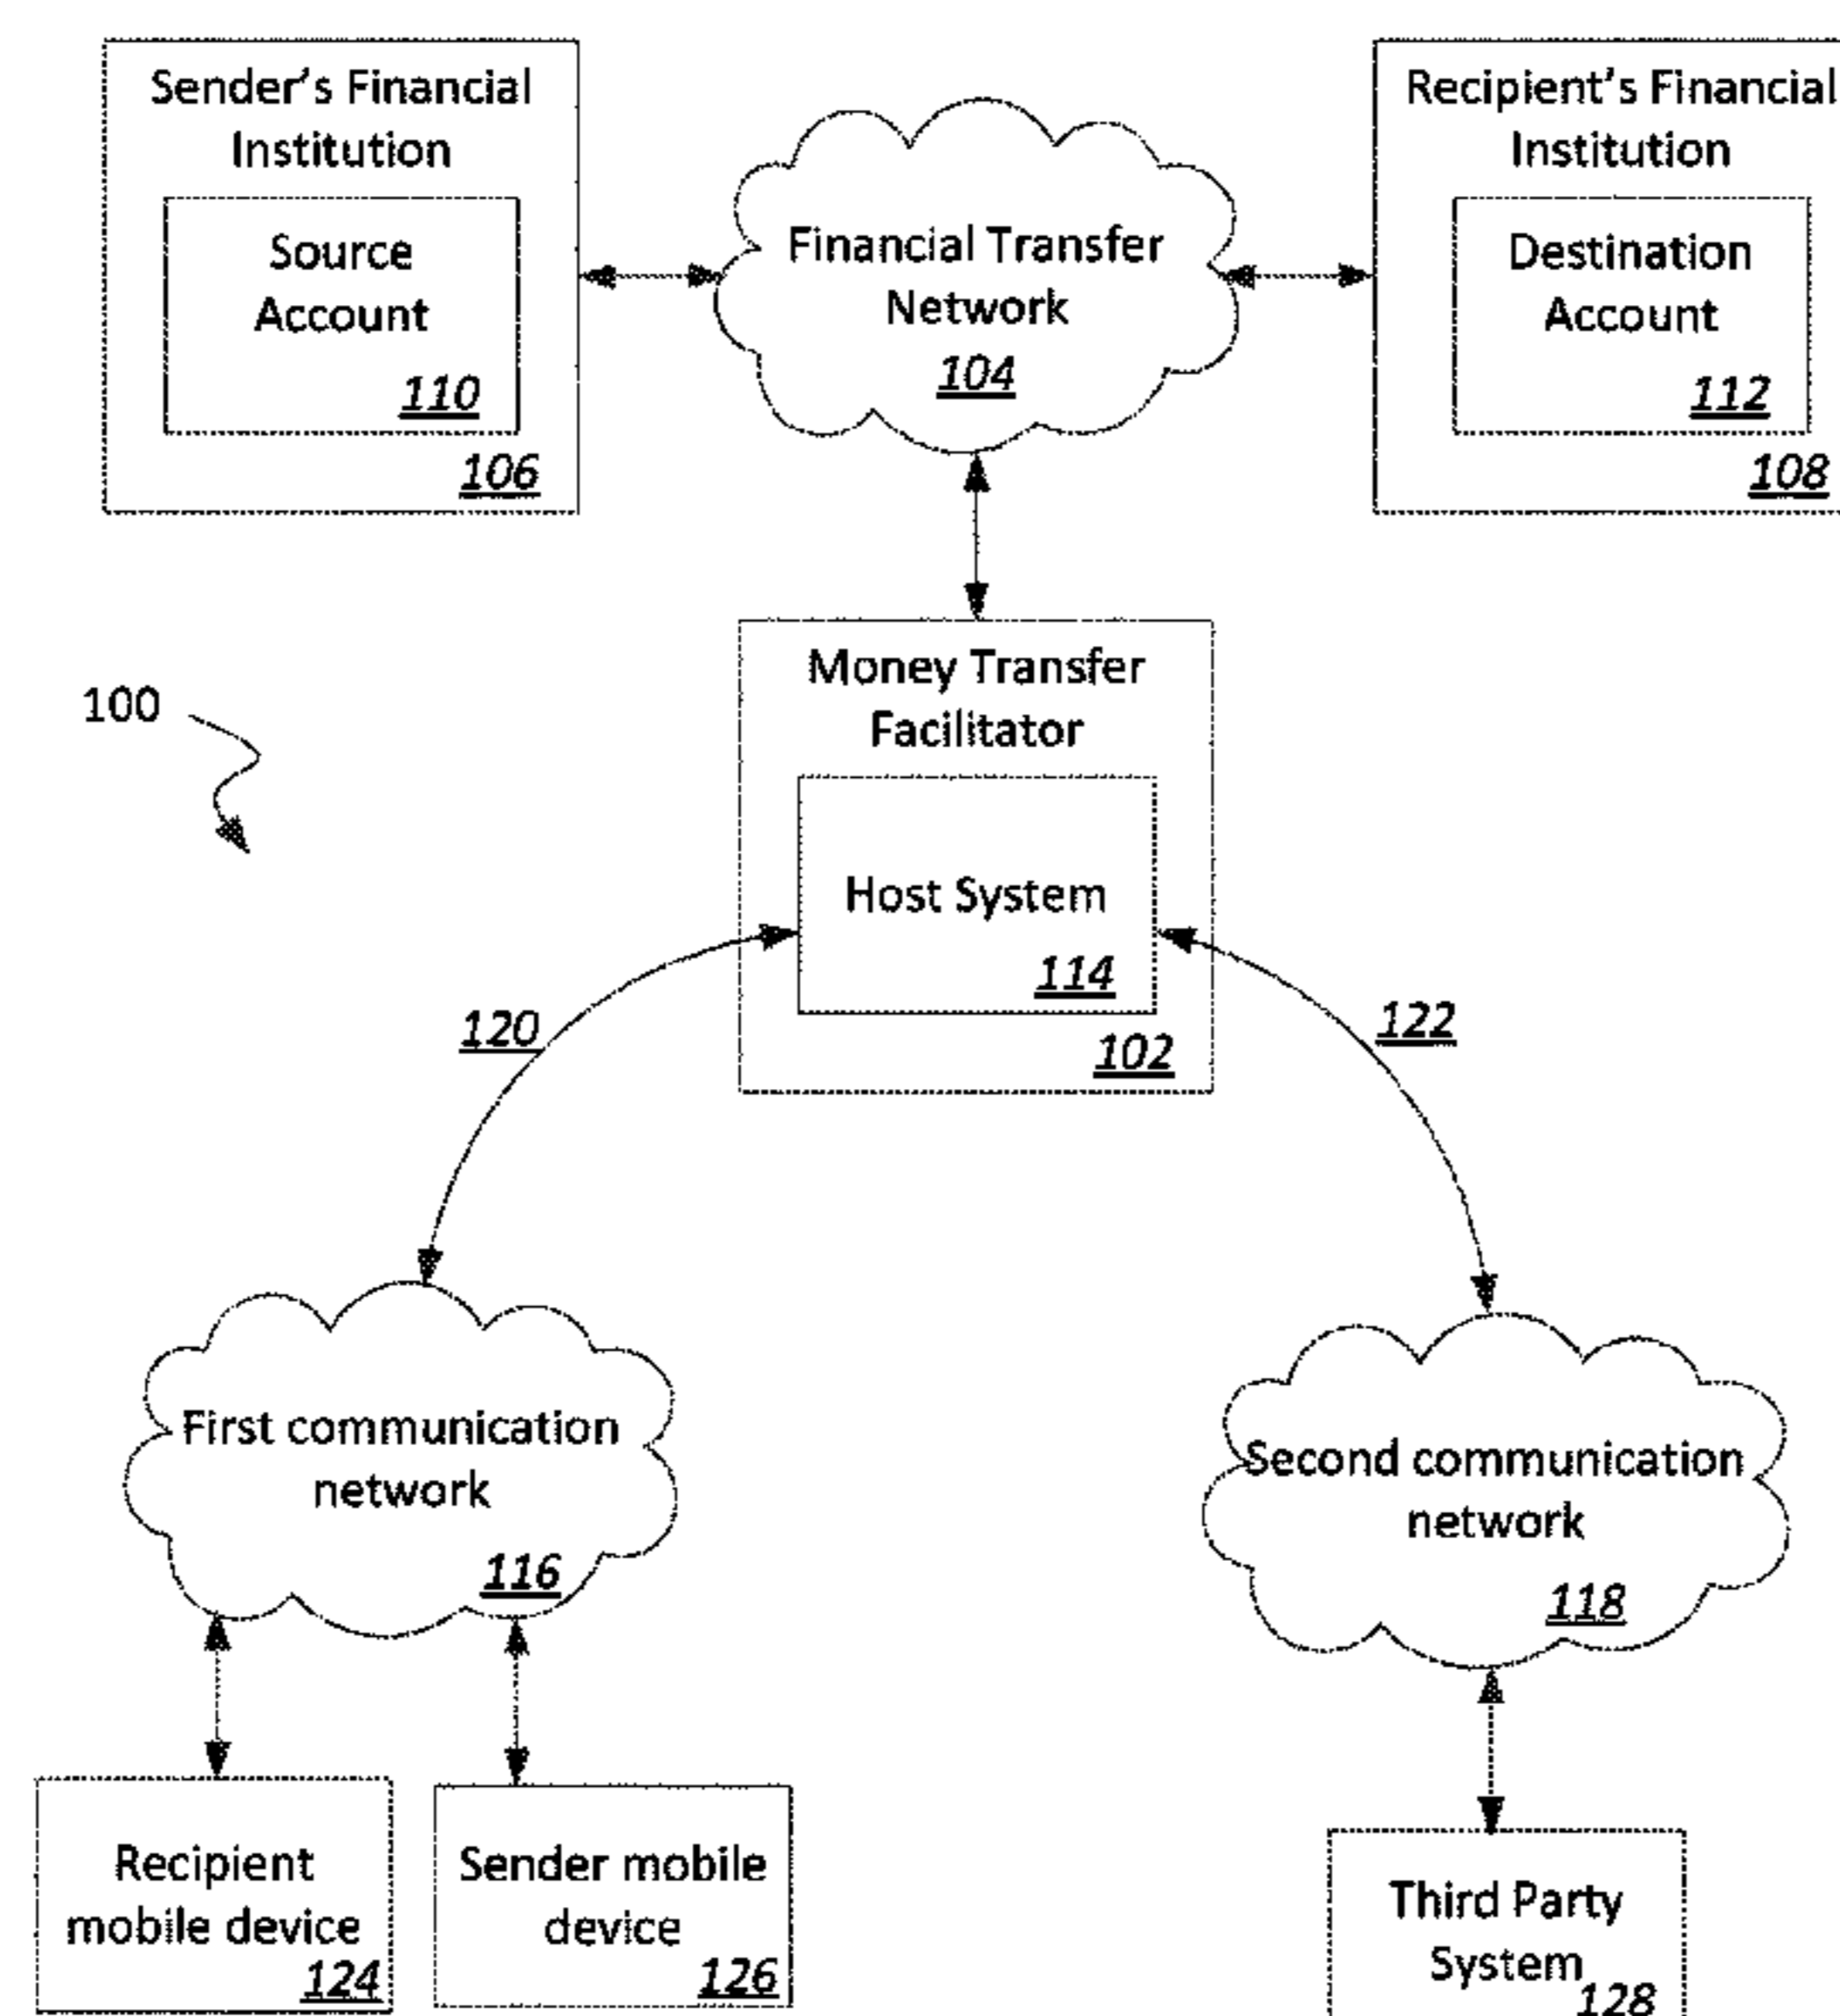 Sender's Financial
Institution
Source
Account
110
106
Financial Transfer
Network
104
Recipient's Financial
Institution
Destination
Account
112
108
100
Money Transfer
Facilitator
Host System
114
102
120
122
First communication
network
116
Second communication
network
118
Recipient
mobile device
124
Sender mobile
device
126
Third Party
System
128